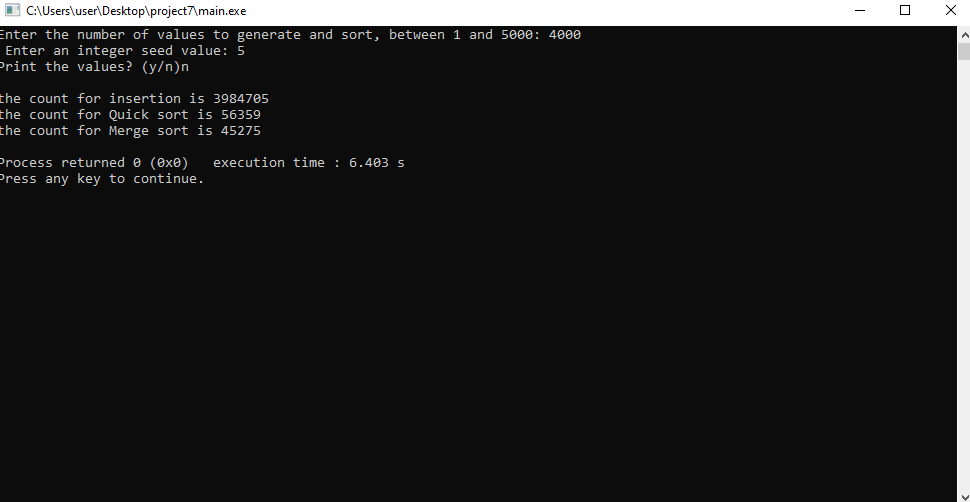 C:\Users\user\Desktop\project7\main.exe
Enter the number of values to generate and sort, between 1 and 5000: 4000
Enter an integer seed value: 5
Print the values? (y/n)n
the count for insertion is 3984705
the count for Quick sort is 56359
the count for Merge sort is 45275
Process returned 0 (0x0) execution time : 6.403 s
Press any key to continue.